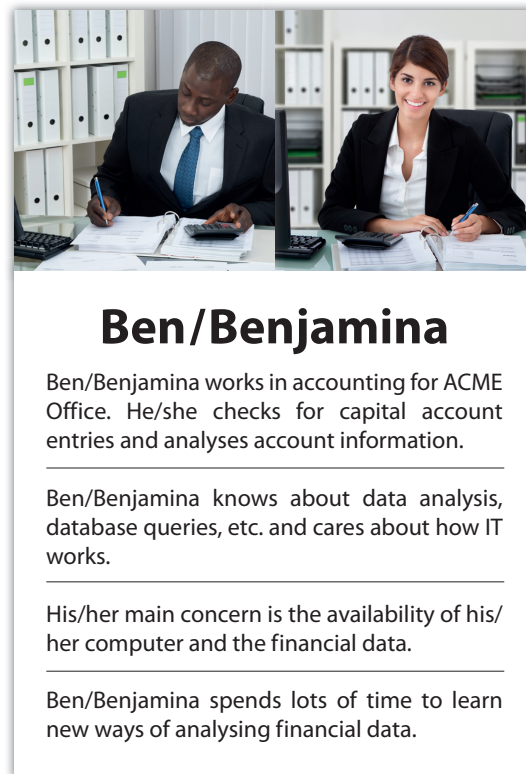 Ben/Benjamina
Ben/Benjamina works in accounting for ACME
Office. He/she checks for capital account
entries and analyses account information.
Ben/Benjamina knows about data analysis,
database queries, etc. and cares about how IT
works.
His/her main concern is the availability of his/
her computer and the financial data.
Ben/Benjamina spends lots of time to learn
new ways of analysing financial data.